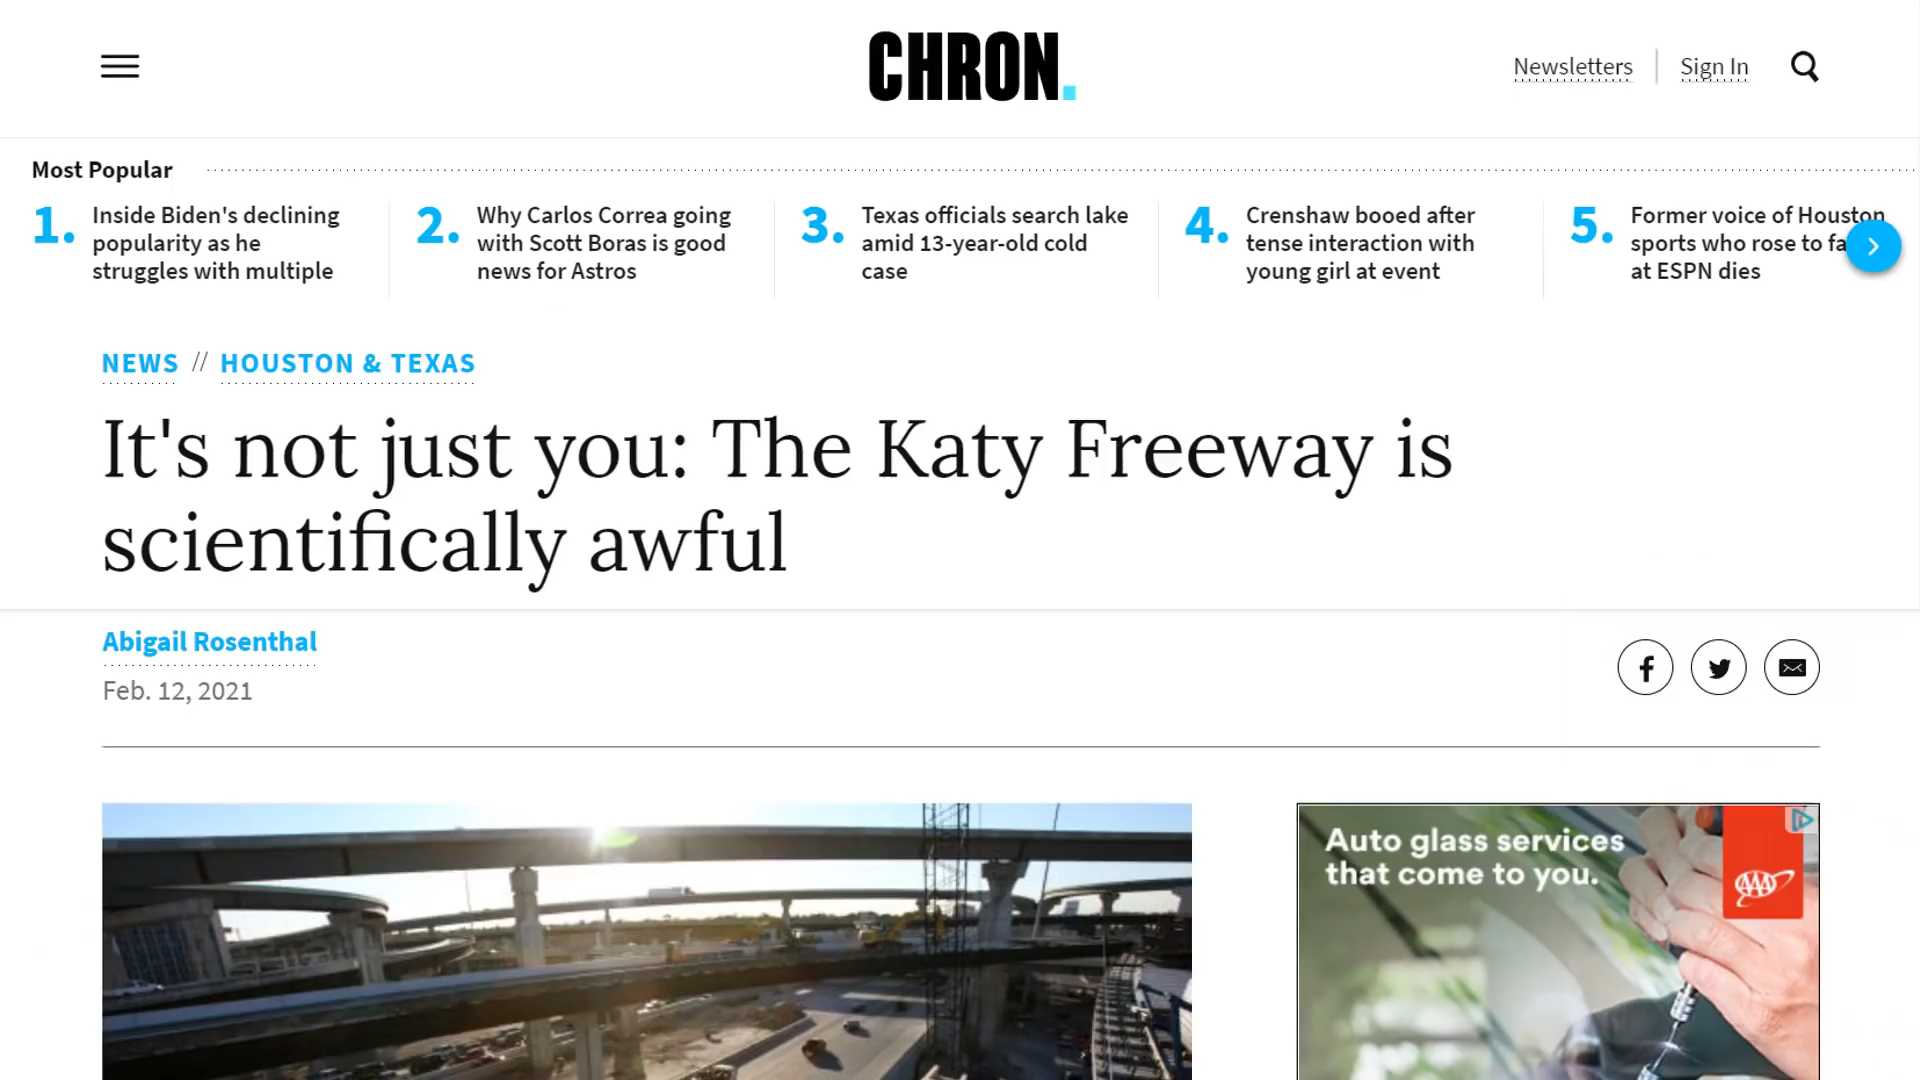 CHRON.
Newsletters
Sign In
Most Popular
1.
Inside Biden's declining
popularity as he
struggles with multiple
2.
Why Carlos Correa going
with Scott Boras is good
news for Astros
3.
Texas officials search lake
amid 13-year-old cold
case
4.
Crenshaw booed after
tense interaction with
young girl at event
5.
Former voice of Houston
sports who rose to fa
at ESPN dies
NEWS // HOUSTON & TEXAS
It's not just you: The Katy Freeway is
scientifically awful
Abigail Rosenthal
Feb. 12, 2021
Auto glass services
that come to you.
AAA